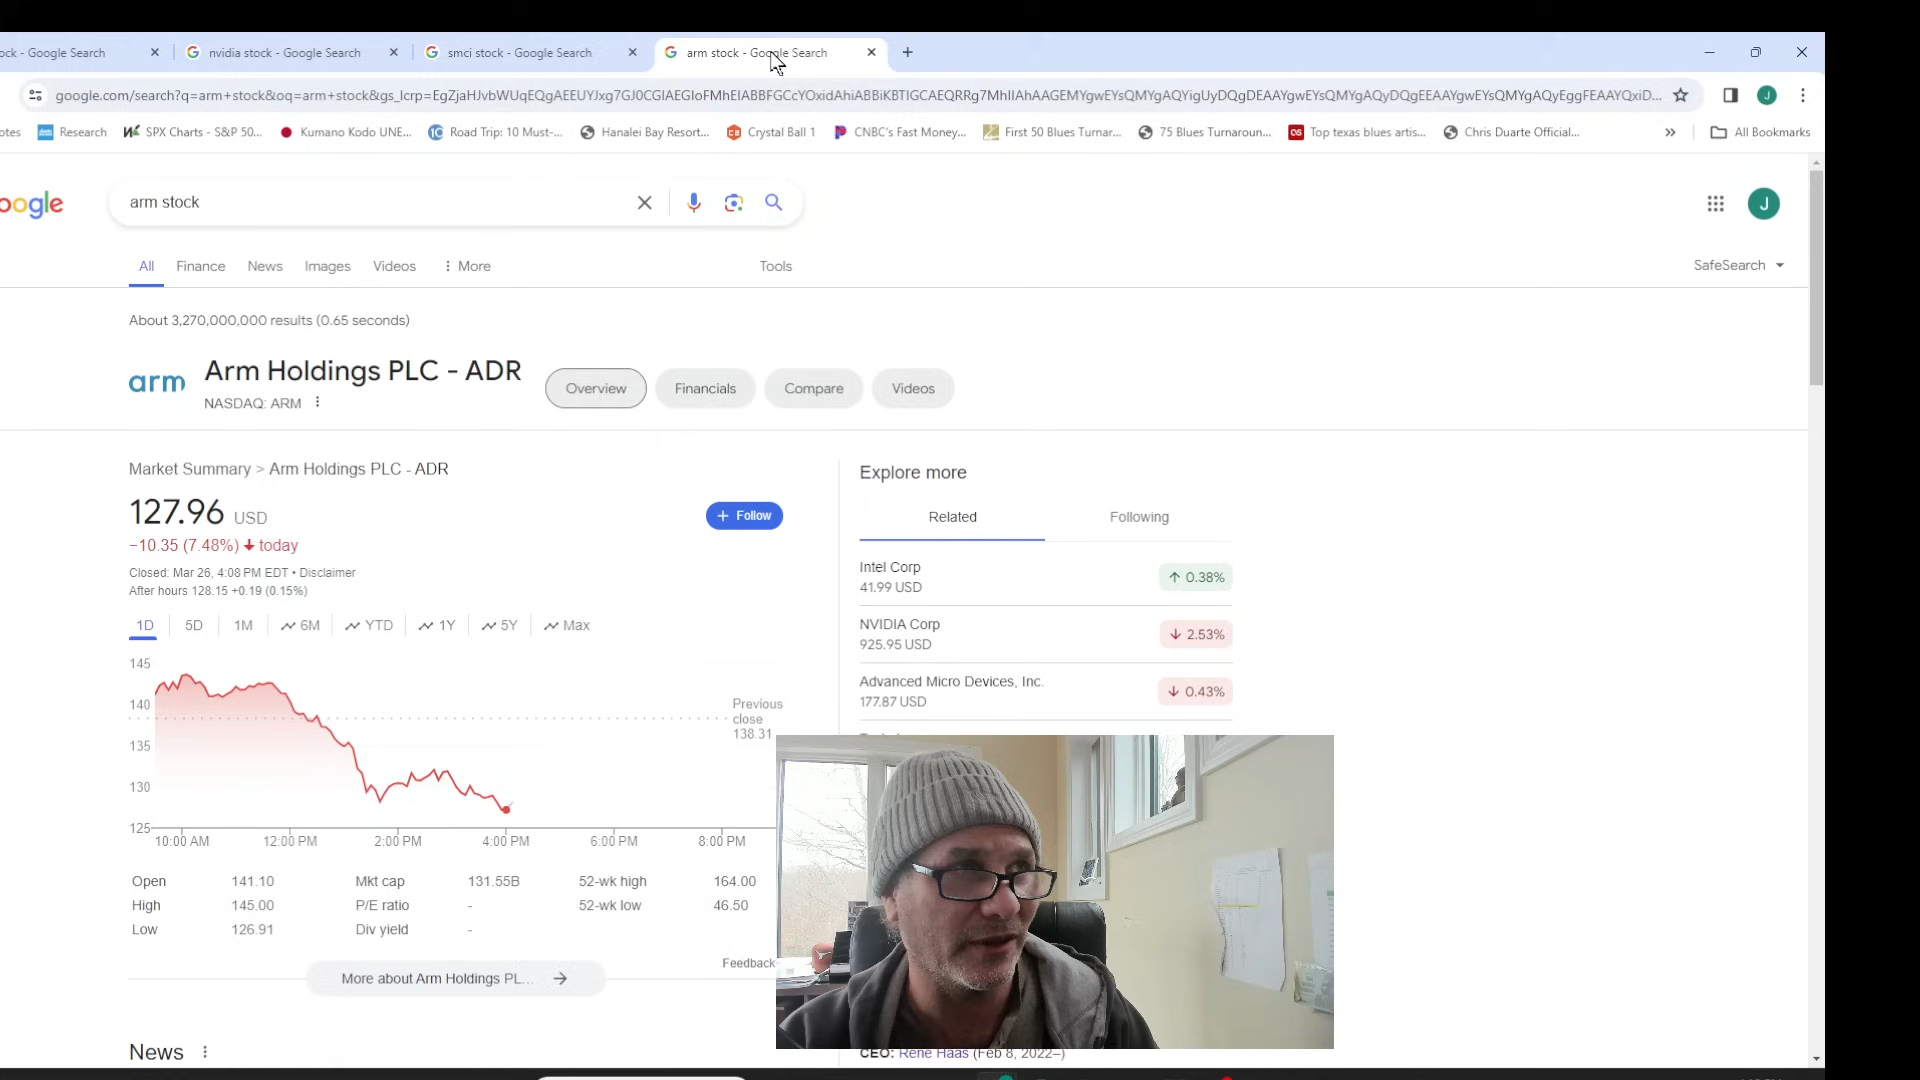 ock - Google Search
nvidia stock - Google Search
smci stock - Google Search
arm stock - Google Search
google.com/search?q=arm+stock&oq=arm+stock&gs_lcrp=EgZjaHJvbWUqEQgAEEUYJxg7GJ0CGIAEGIoFMhEIABBFGCcYOxidAhiABBiKBTIGCAEQRRg7MhIIAhAAGEMYgwEYsQMYgAQYigUyDQgDEAAYgwEYsQMYgAQyDQgEEAAYgwEYsQMYgAQyEggFEAAYQxiD...
J
otes
Research
SPX Charts - S&P 50...
Kumano Kodo UNE...
Road Trip: 10 Must-...
Hanalei Bay Resort...
Crystal Ball 1
CNBC's Fast Money...
First 50 Blues Turnar...
75 Blues Turnaroun...
Top texas blues artis...
Chris Duarte Official...
»
All Bookmarks
oogle
arm stock
J
All
Finance
News
Images
Videos
More
Tools
SafeSearch
About 3,270,000,000 results (0.65 seconds)
arm
Arm Holdings PLC - ADR
NASDAQ: ARM
Overview
Financials
Compare
Videos
Market Summary > Arm Holdings PLC - ADR
127.96 USD
+ Follow
−10.35 (7.48%) ↓ today
Closed: Mar 26, 4:08 PM EDT • Disclaimer
After hours 128.15 +0.19 (0.15%)
1D
5D
1M
6M
YTD
1Y
5Y
Max
145
140
135
130
125
Previous
close
138.31
10:00 AM
12:00 PM
2:00 PM
4:00 PM
6:00 PM
8:00 PM
Open 141.10 Mkt cap 131.55B 52-wk high 164.00
High 145.00 P/E ratio - 52-wk low 46.50
Low 126.91 Div yield -
Feedback
More about Arm Holdings PL... →
News
Explore more
Related
Following
Intel Corp
41.99 USD
↑ 0.38%
NVIDIA Corp
925.95 USD
↓ 2.53%
Advanced Micro Devices, Inc.
177.87 USD
↓ 0.43%
CEO: Rene Haas (Feb 8, 2022–)